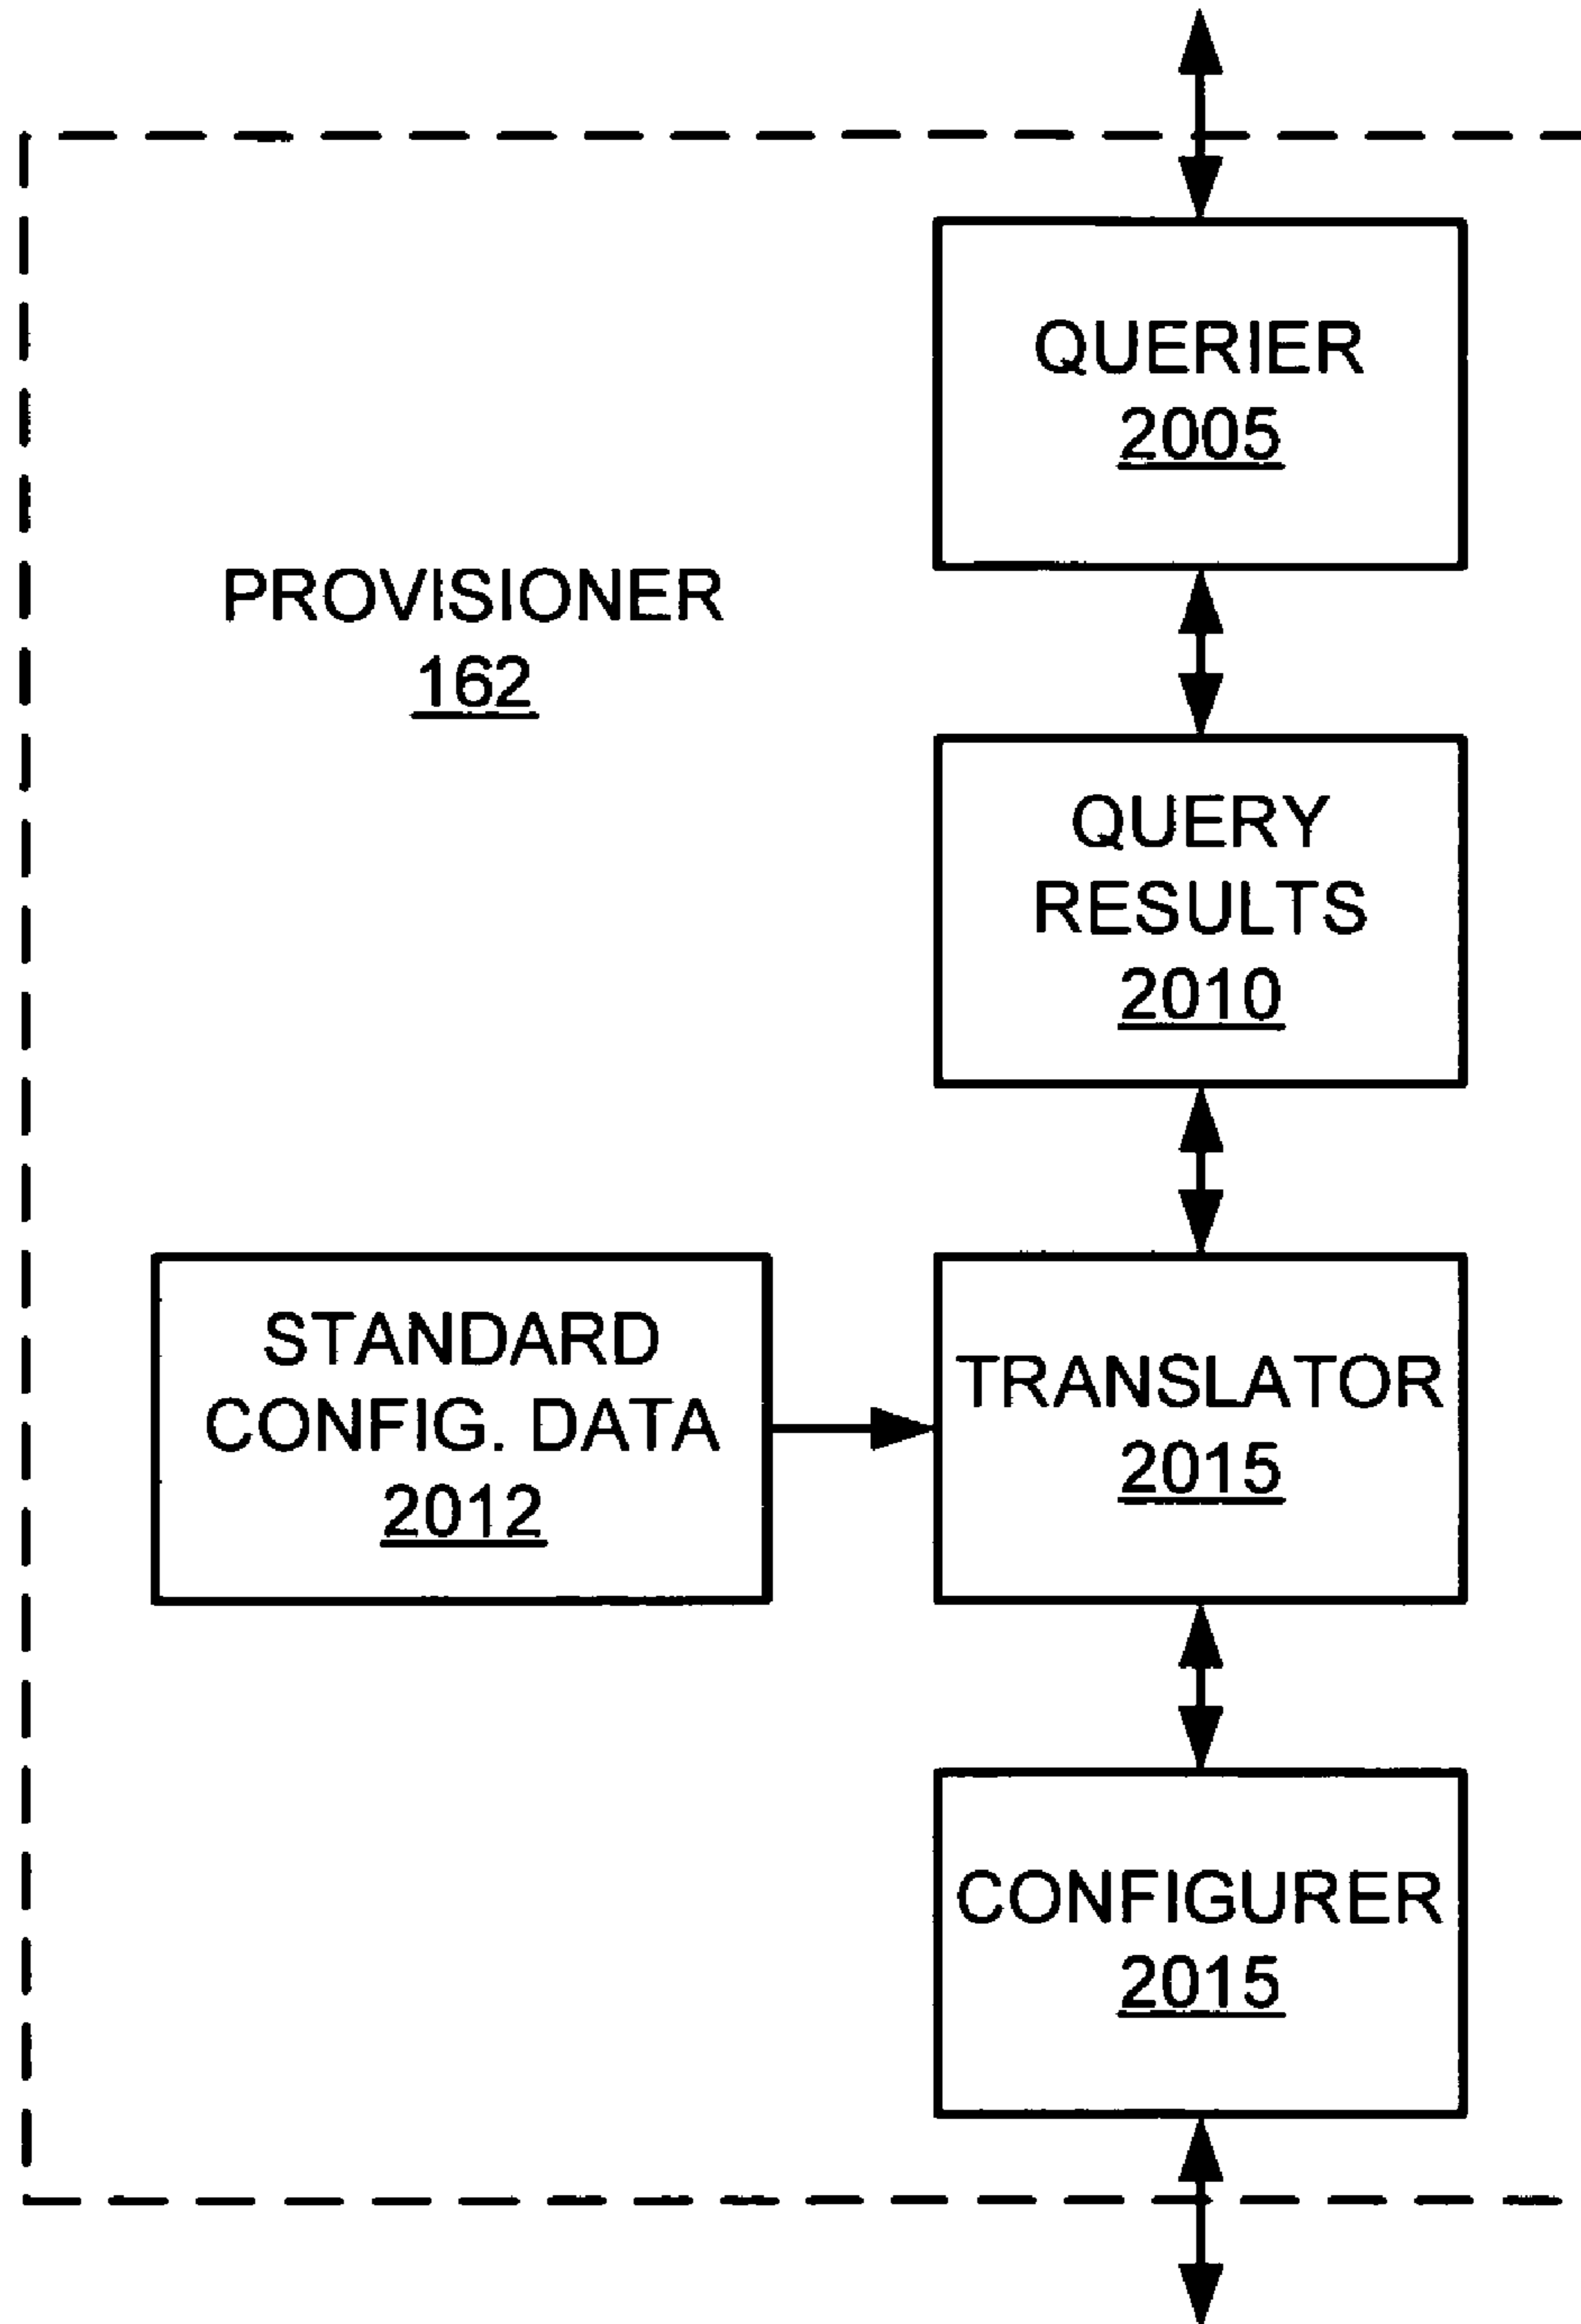 QUERIER
2005
PROVISIONER
162
QUERY
RESULTS
2010
STANDARD
CONFIG. DATA
2012
TRANSLATOR
2015
CONFIGURER
2015